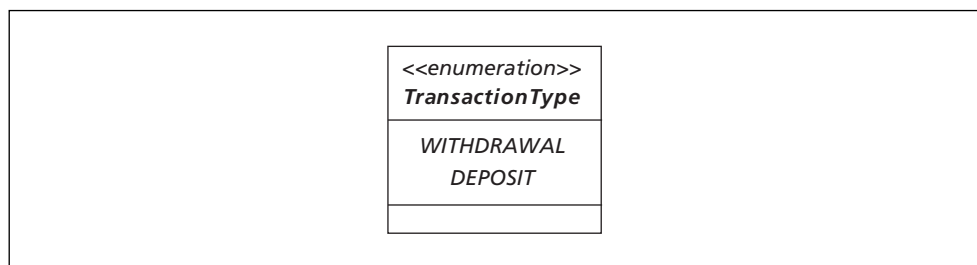 <<enumeration>>
TransactionType
WITHDRAWAL
DEPOSIT